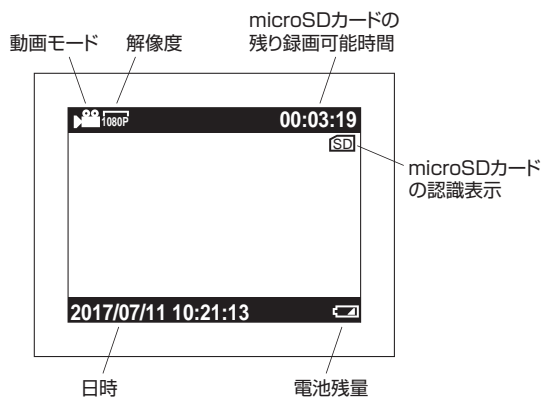 microSDカードの
残り録画可能時間
動画モード
解像度
1080P
00:03:19
SD
microSDカード
の認識表示
2017/07/11 10:21:13
日時
電池残量